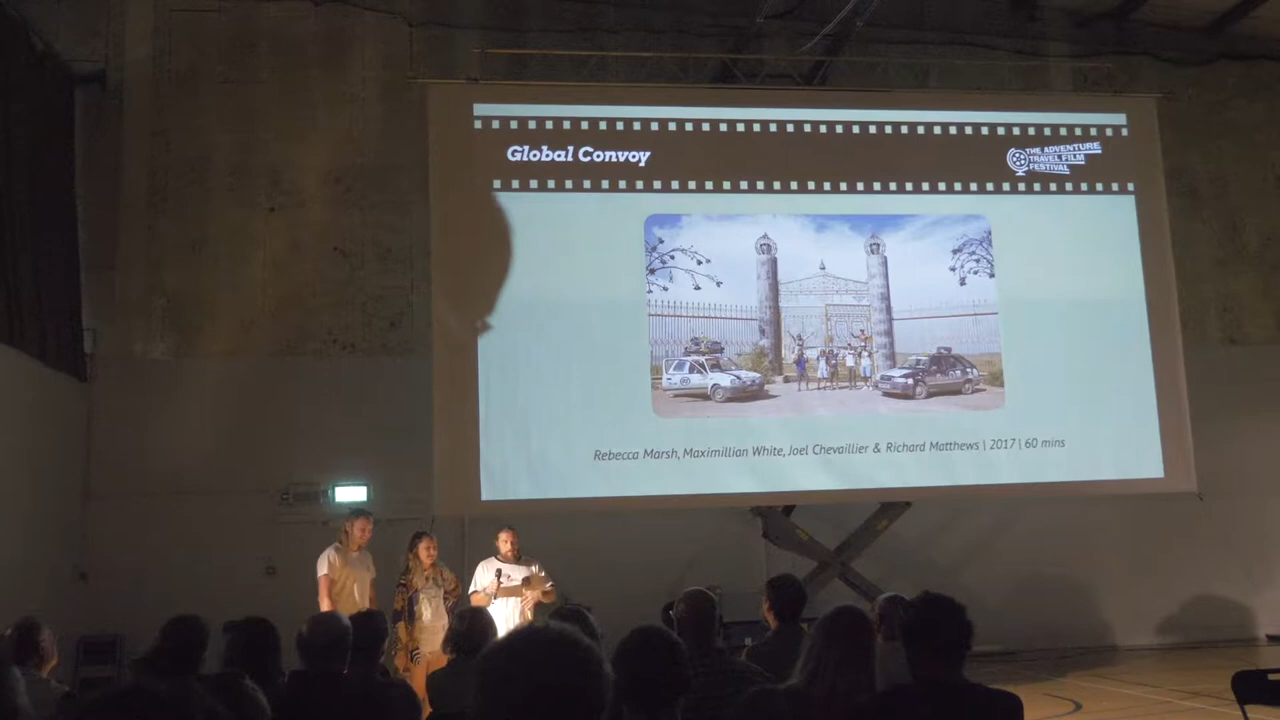 Global Convoy
THE ADVENTURE
TRAVEL FILM
FESTIVAL
Rebecca Marsh, Maximillian White, Joel Chevaillier & Richard Matthews | 2017 | 60 mins